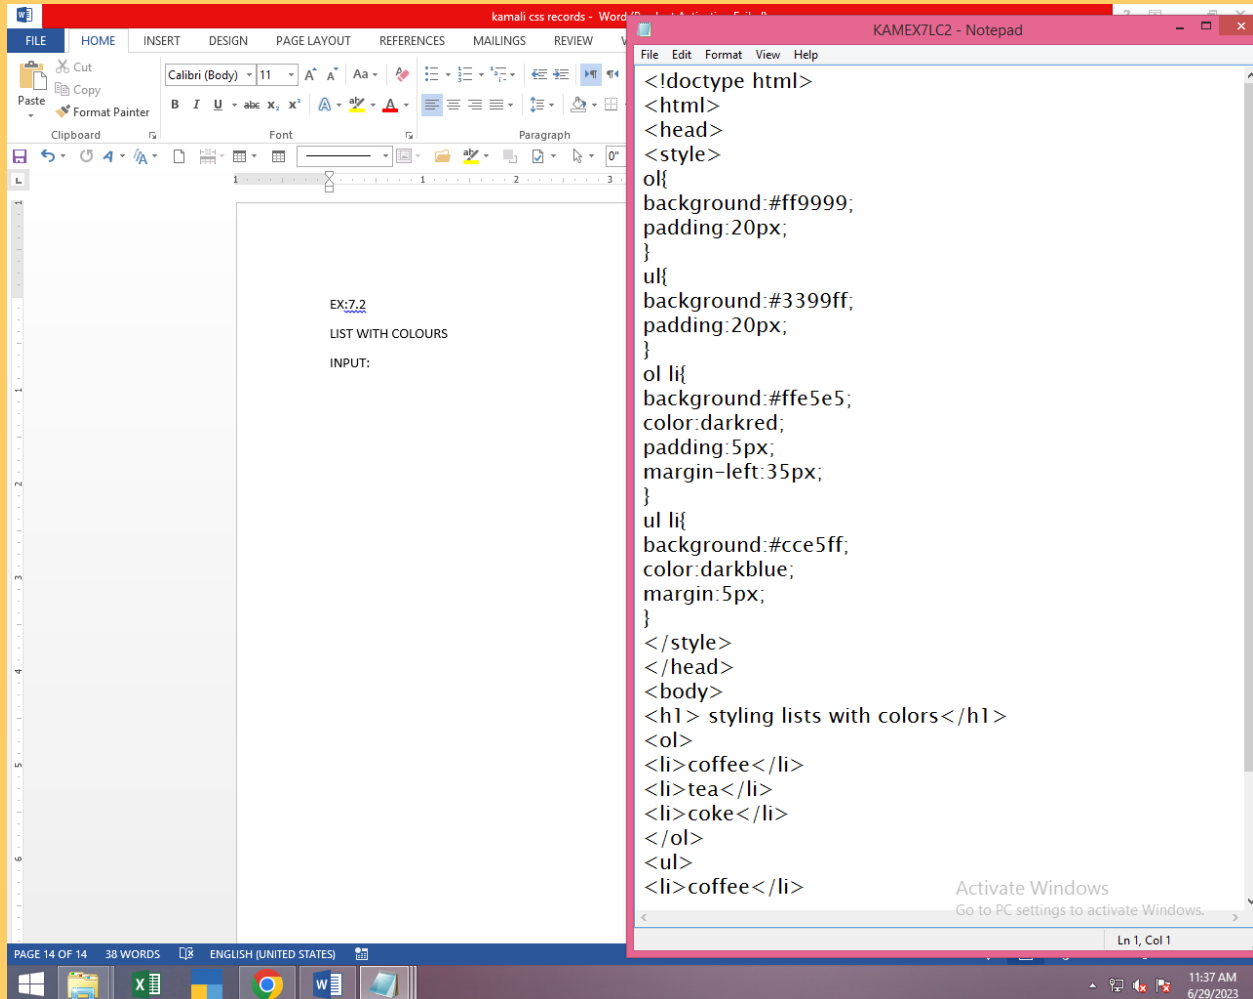 kamali css records - Word (Product Activation Failed)
FILE HOME INSERT DESIGN PAGE LAYOUT REFERENCES MAILINGS REVIEW
Paste
Cut
Copy
Format Painter
Calibri (Body) 11
Clipboard Font Paragraph
0"
EX:7.2
LIST WITH COLOURS
INPUT:
PAGE 14 OF 14 38 WORDS ENGLISH (UNITED STATES)
KAMEX7LC2 - Notepad
File Edit Format View Help
<!doctype html>
<html>
<head>
<style>
ol{
background:#ff9999;
padding:20px;
}
ul{
background:#3399ff;
padding:20px;
}
ol li{
background:#ffe5e5;
color:darkred;
padding:5px;
margin-left:35px;
}
ul li{
background:#cce5ff;
color:darkblue;
margin:5px;
}
</style>
</head>
<body>
<h1> styling lists with colors</h1>
<ol>
<li>coffee</li>
<li>tea</li>
<li>coke</li>
</ol>
<ul>
<li>coffee</li>
Activate Windows
Go to PC settings to activate Windows.
Ln 1, Col 1
11:37 AM
6/29/2023